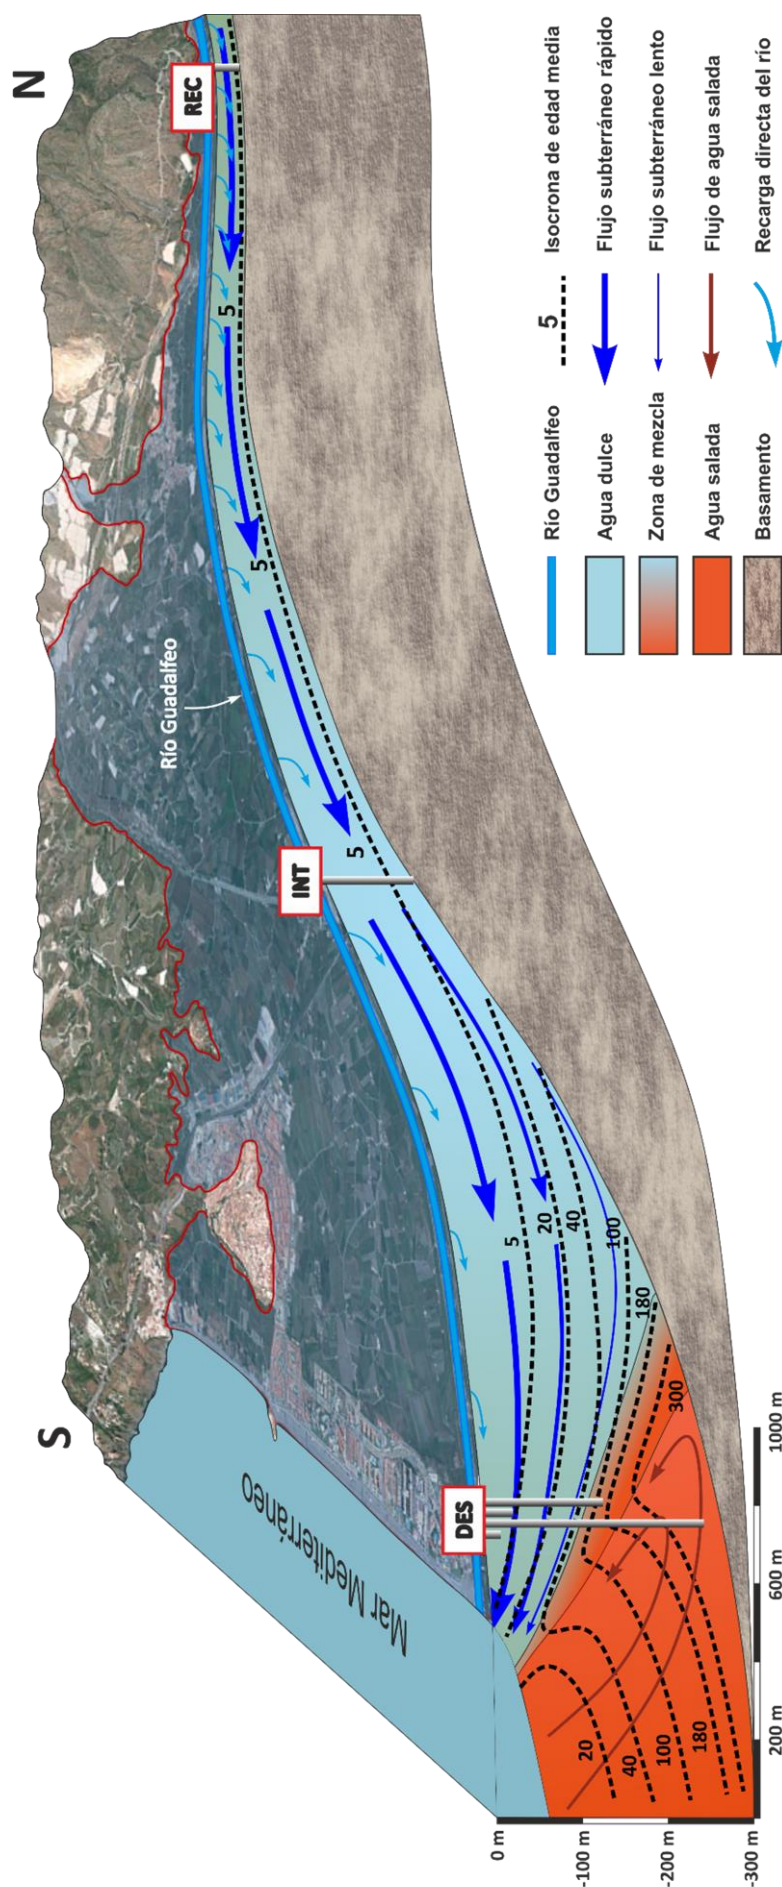 S
N
REC
INT
DES
Río Guadalfeo
Mar Mediterráneo
5
5
5
5
20
40
100
180
300
20
40
100
180
0 m
-100 m
-200 m
-300 m
200 m
600 m
1000 m
Río Guadalfeo
Agua dulce
Zona de mezcla
Agua salada
Basamento
5
Isocrona de edad media
Flujo subterráneo rápido
Flujo subterráneo lento
Flujo de agua salada
Recarga directa del río